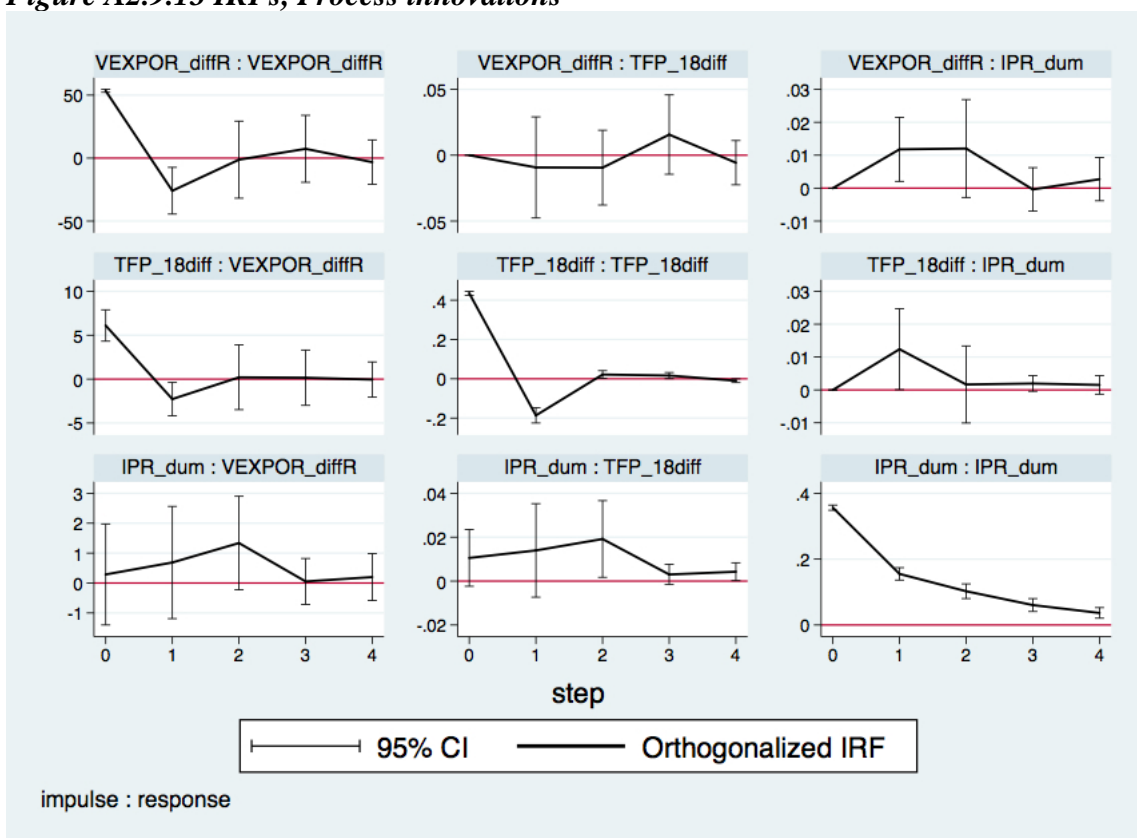 Figure A2.9.13 IRFs, Process innovations
VEXPOR_diffR : VEXPOR_diffR
VEXPOR_diffR : TFP_18diff
VEXPOR_diffR : IPR_dum
50
0
-50
.05
0
-.05
.03
.02
.01
0
-.01
TFP_18diff : VEXPOR_diffR
TFP_18diff : TFP_18diff
TFP_18diff : IPR_dum
10
5
0
-5
.4
.2
0
-.2
.03
.02
.01
0
-.01
IPR_dum : VEXPOR_diffR
IPR_dum : TFP_18diff
IPR_dum : IPR_dum
3
2
1
0
-1
.04
.02
0
-.02
.4
.2
0
0 1 2 3 4
0 1 2 3 4
0 1 2 3 4
step
95% CI
Orthogonalized IRF
impulse : response